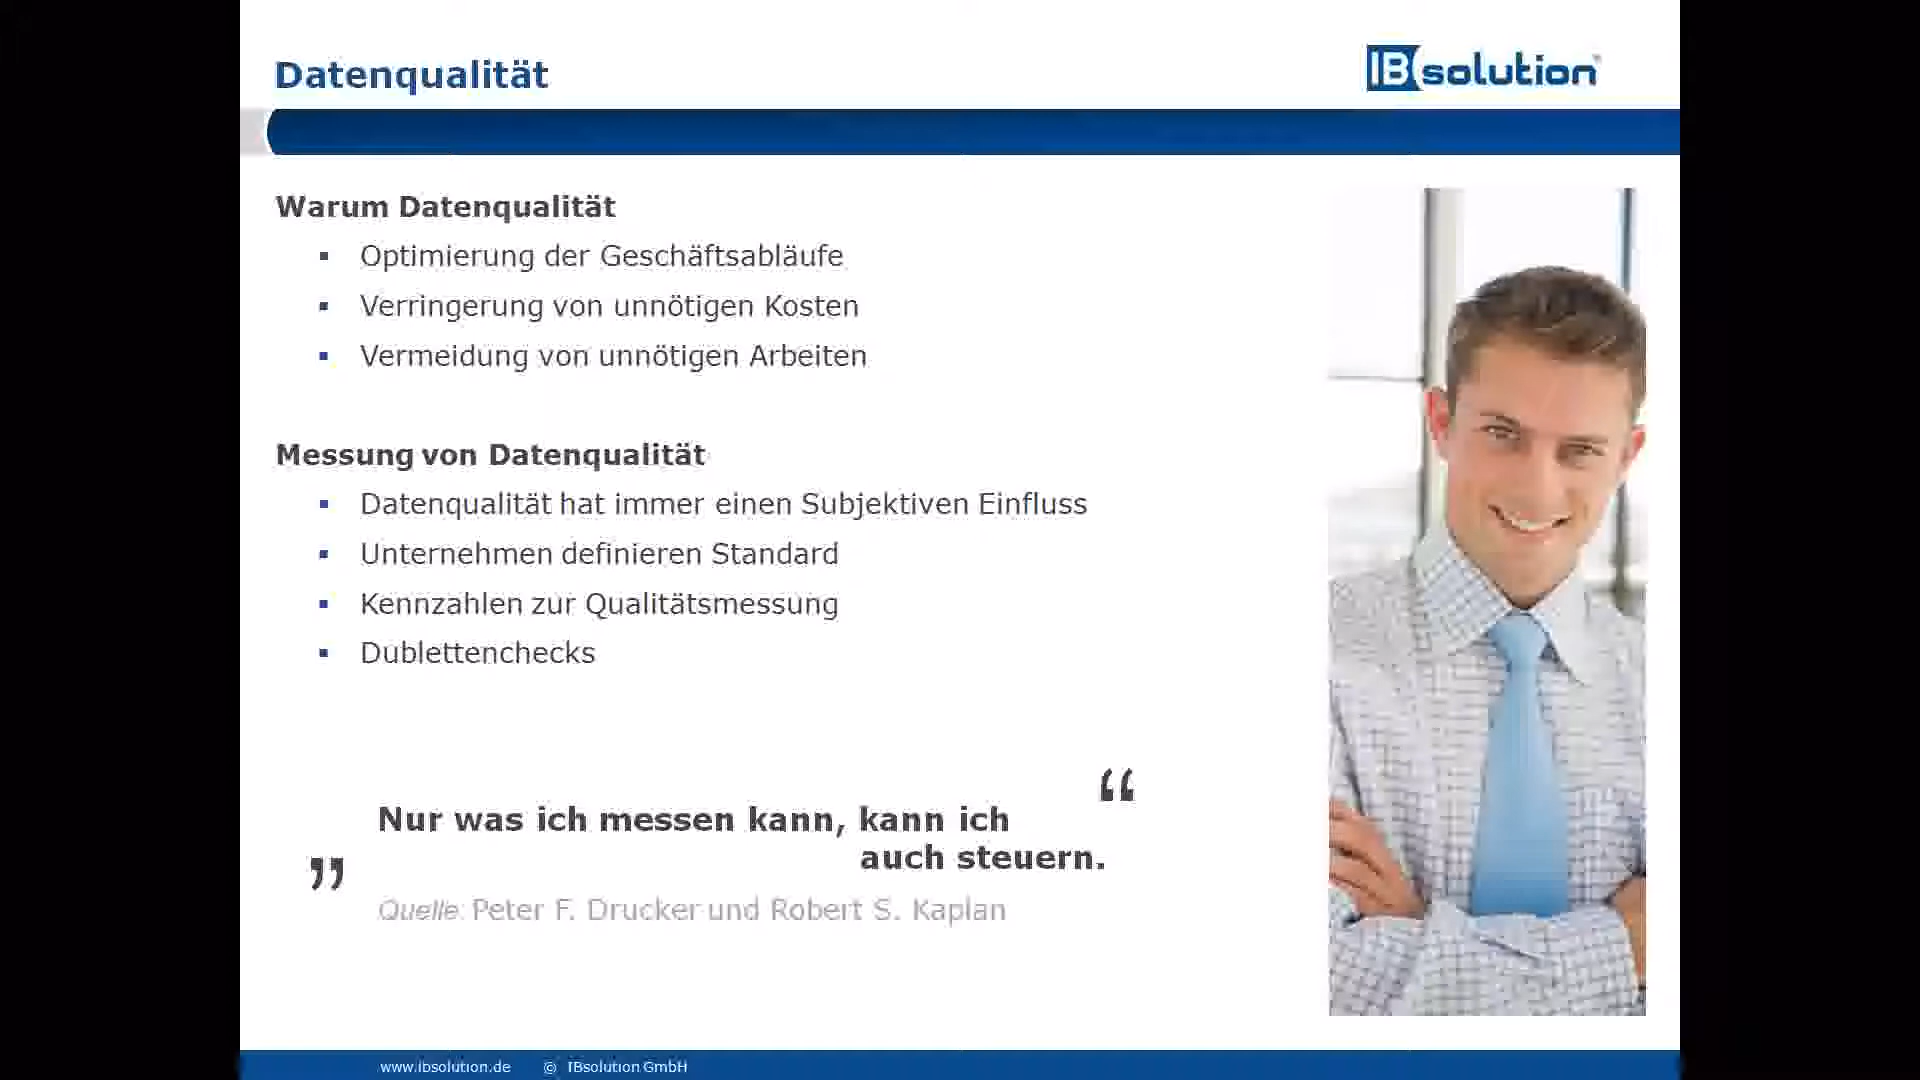 Datenqualität
IBsolution
Warum Datenqualität
▪ Optimierung der Geschäftsabläufe
▪ Verringerung von unnötigen Kosten
▪ Vermeidung von unnötigen Arbeiten
Messung von Datenqualität
▪ Datenqualität hat immer einen Subjektiven Einfluss
▪ Unternehmen definieren Standard
▪ Kennzahlen zur Qualitätsmessung
▪ Dublettenchecks
„Nur was ich messen kann, kann ich
auch steuern.“
Quelle: Peter F. Drucker und Robert S. Kaplan
www.ibsolution.de © IBsolution GmbH